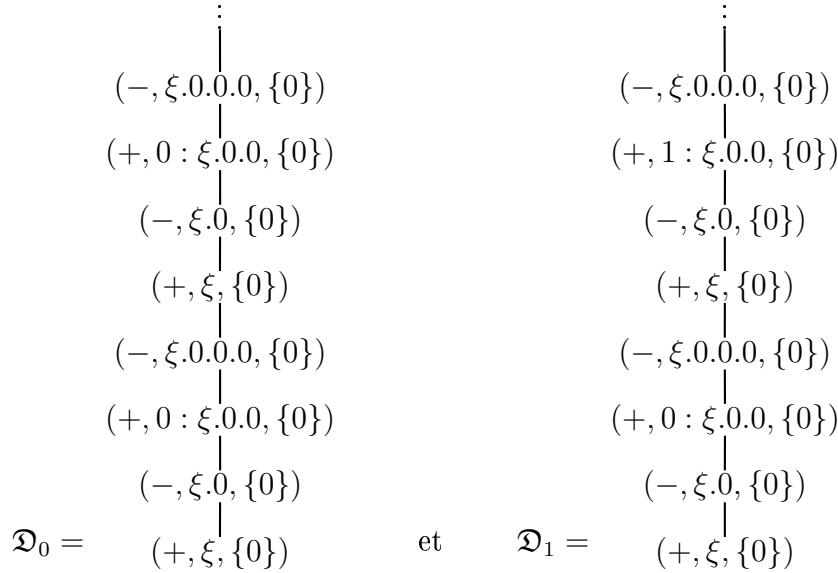 ⋮ ⋮
(−, ξ.0.0.0, {0}) (−, ξ.0.0.0, {0})
(+, 0 : ξ.0.0, {0}) (+, 1 : ξ.0.0, {0})
(−, ξ.0, {0}) (−, ξ.0, {0})
(+, ξ, {0}) (+, ξ, {0})
(−, ξ.0.0.0, {0}) (−, ξ.0.0.0, {0})
(+, 0 : ξ.0.0, {0}) (+, 0 : ξ.0.0, {0})
(−, ξ.0, {0}) (−, ξ.0, {0})
𝔇₀ = (+, ξ, {0}) et 𝔇₁ = (+, ξ, {0})